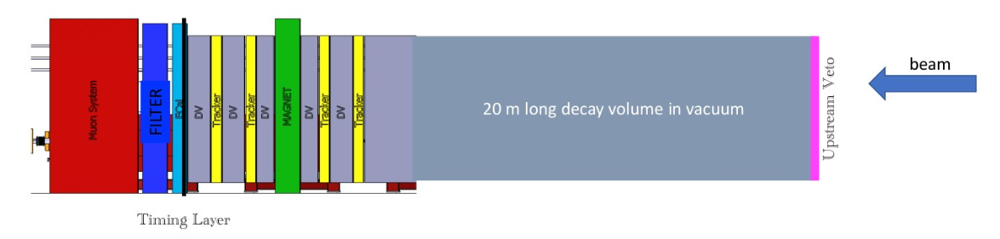 Muon System
FILTER
ECal
DV
Tracker
DV
Tracker
DV
MAGNET
DV
Tracker
DV
Tracker
20 m long decay volume in vacuum
Upstream Veto
beam
Timing Layer